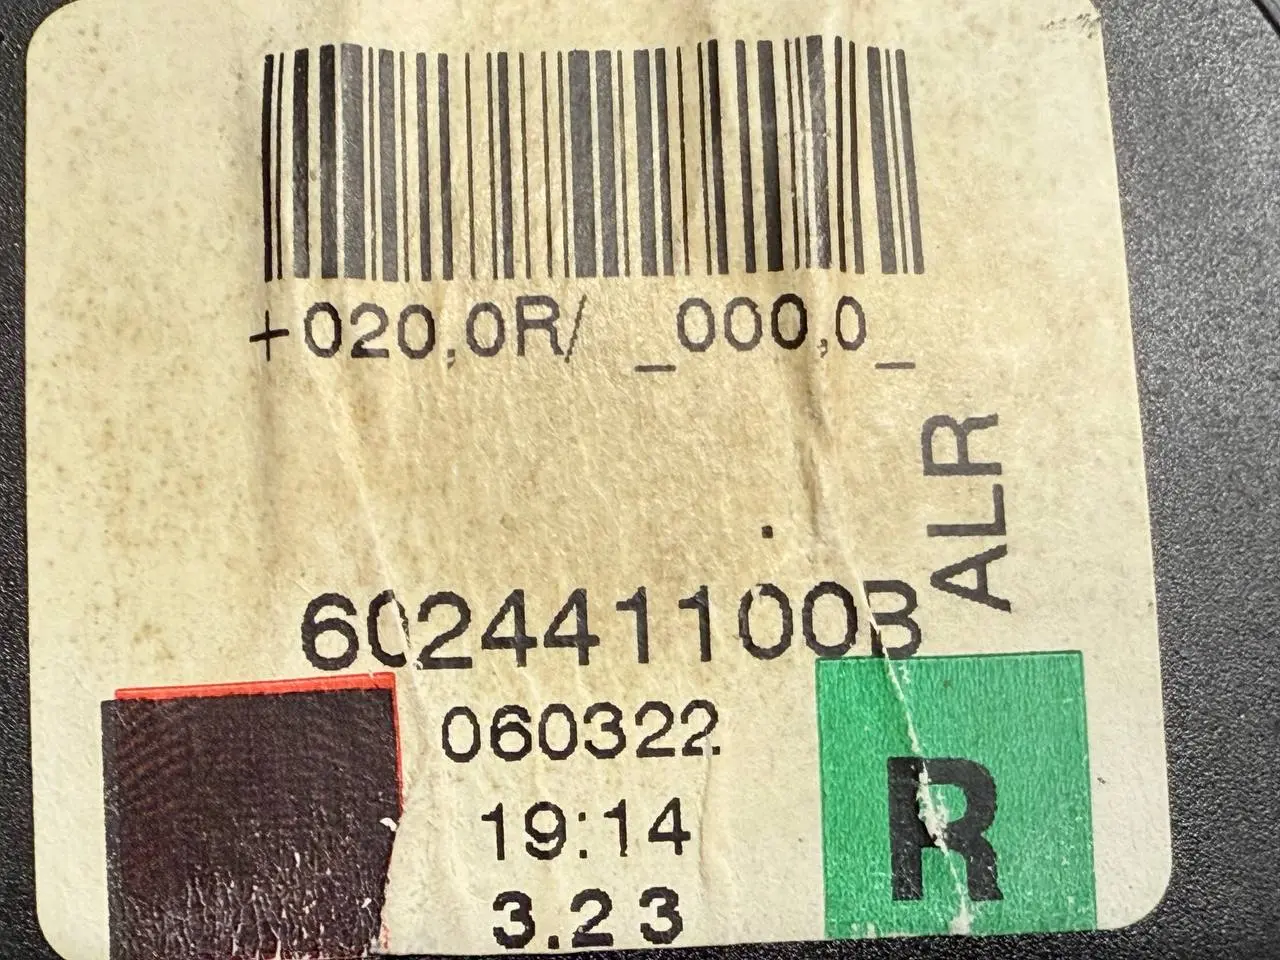 +020,0R/ _000,0_
ALR
602441100B
060322
19:14
R
3.23